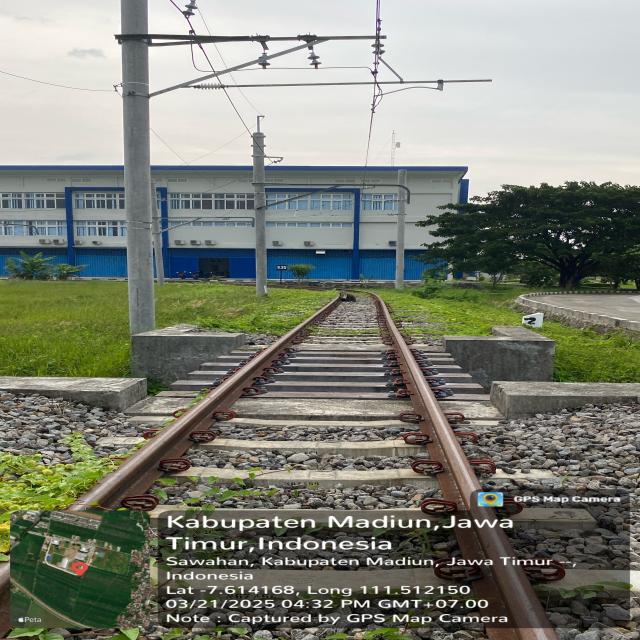 GPS Map Camera
Kabupaten Madiun,Jawa
Timur,Indonesia
Sawahan, Kabupaten Madiun, Jawa Timur --,
Indonesia
Lat -7.614168, Long 111.512150
03/21/2025 04:32 PM GMT+07.00
Note : Captured by GPS Map Camera
Peta